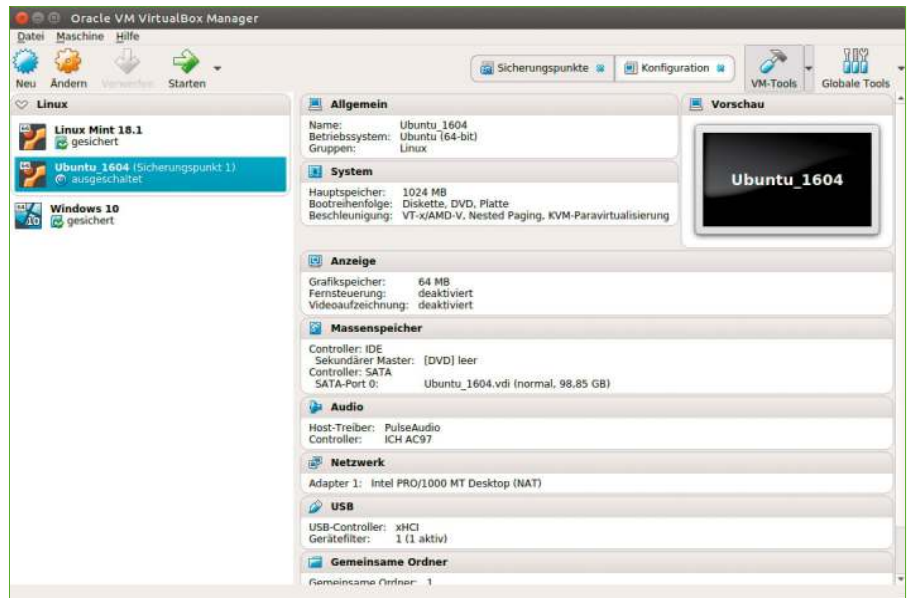 Oracle VM VirtualBox Manager
Datei Maschine Hilfe
Neu Ändern Verwerfen Starten
Sicherungspunkte Konfiguration
VM-Tools Globale Tools
Linux
Linux Mint 18.1
gesichert
Ubuntu_1604 (Sicherungspunkt 1)
ausgeschaltet
Windows 10
gesichert
Allgemein
Name: Ubuntu_1604
Betriebssystem: Ubuntu (64-bit)
Gruppen: Linux
System
Hauptspeicher: 1024 MB
Bootreihenfolge: Diskette, DVD, Platte
Beschleunigung: VT-x/AMD-V, Nested Paging, KVM-Paravirtualisierung
Vorschau
Ubuntu_1604
Anzeige
Grafikspeicher: 64 MB
Fernsteuerung: deaktiviert
Videoaufzeichnung: deaktiviert
Massenspeicher
Controller: IDE
Sekundärer Master: [DVD] leer
Controller: SATA
SATA-Port 0: Ubuntu_1604.vdi (normal, 98,85 GB)
Audio
Host-Treiber: PulseAudio
Controller: ICH AC97
Netzwerk
Adapter 1: Intel PRO/1000 MT Desktop (NAT)
USB
USB-Controller: xHCI
Gerätefilter: 1 (1 aktiv)
Gemeinsame Ordner
Gemeinsame Ordner: 1